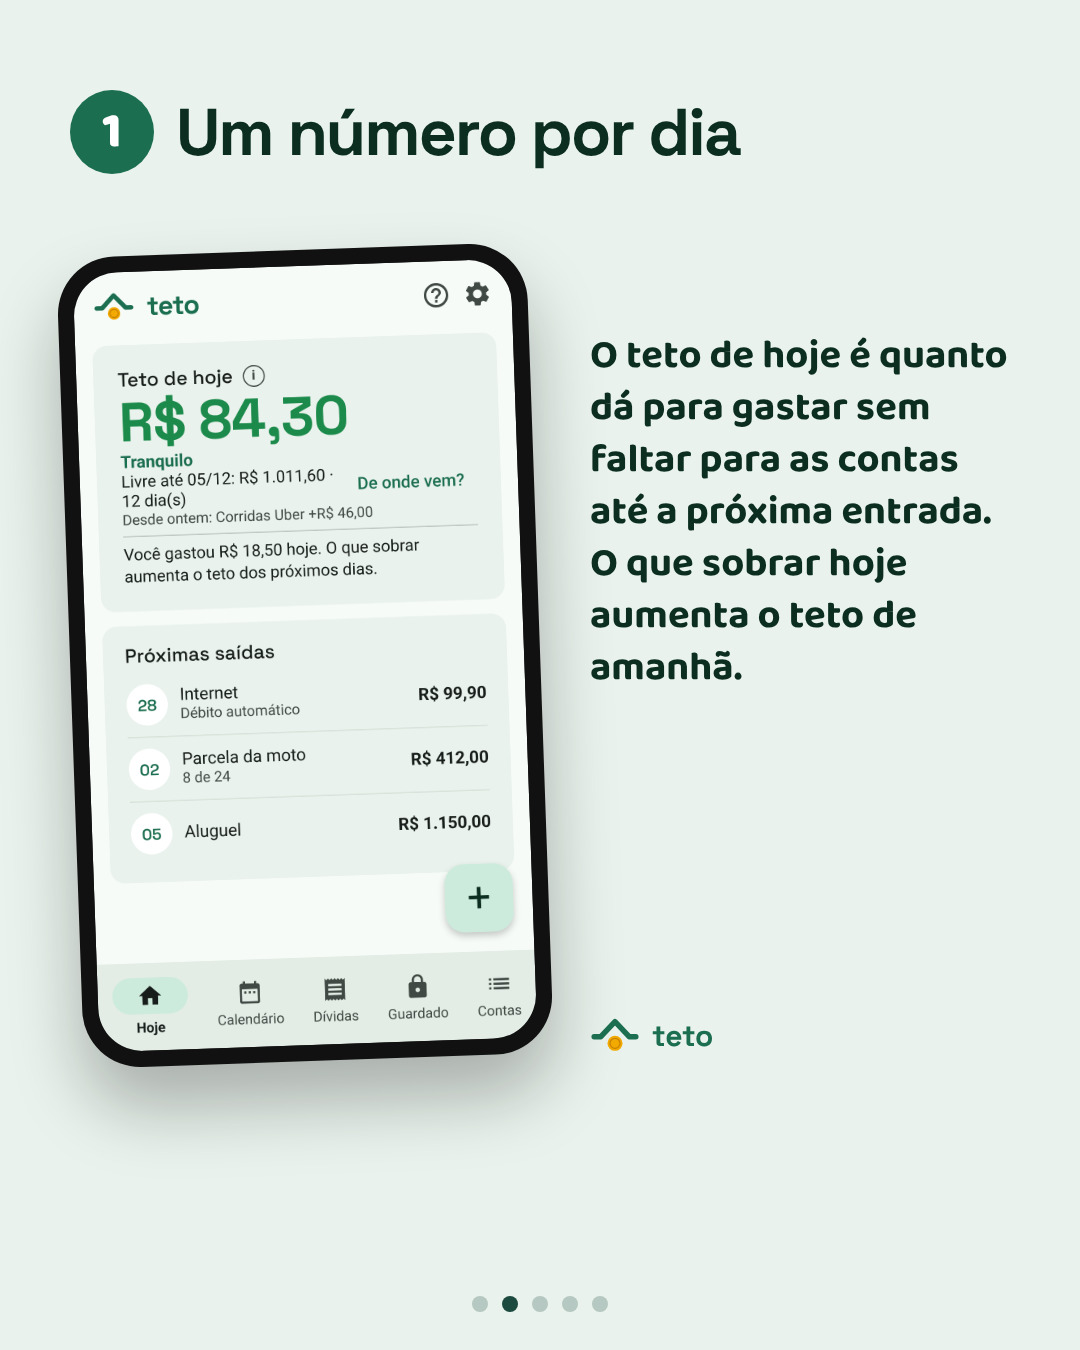 1 Um número por dia
teto
Teto de hoje i
R$ 84,30
Tranquilo
Livre até 05/12: R$ 1.011,60 ·
12 dia(s)
De onde vem?
Desde ontem: Corridas Uber +R$ 46,00
Você gastou R$ 18,50 hoje. O que sobrar
aumenta o teto dos próximos dias.
Próximas saídas
28 Internet R$ 99,90
Débito automático
02 Parcela da moto R$ 412,00
8 de 24
05 Aluguel R$ 1.150,00
+
Hoje Calendário Dívidas Guardado Contas
O teto de hoje é quanto
dá para gastar sem
faltar para as contas
até a próxima entrada.
O que sobrar hoje
aumenta o teto de
amanhã.
teto